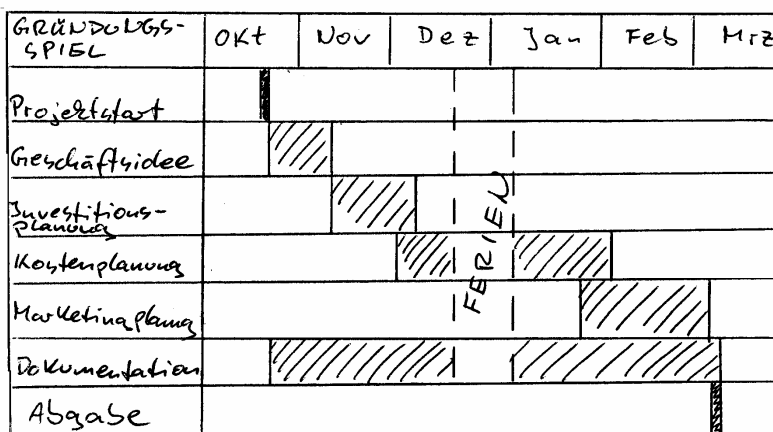 GRÜNDUNGS-
SPIEL
Okt Nov Dez Jan Feb Mrz
Projektstart
Geschäftsidee
Investitions-
planung
Kostenplanung
Marketingplanung
Dokumentation
Abgabe
FERIEN